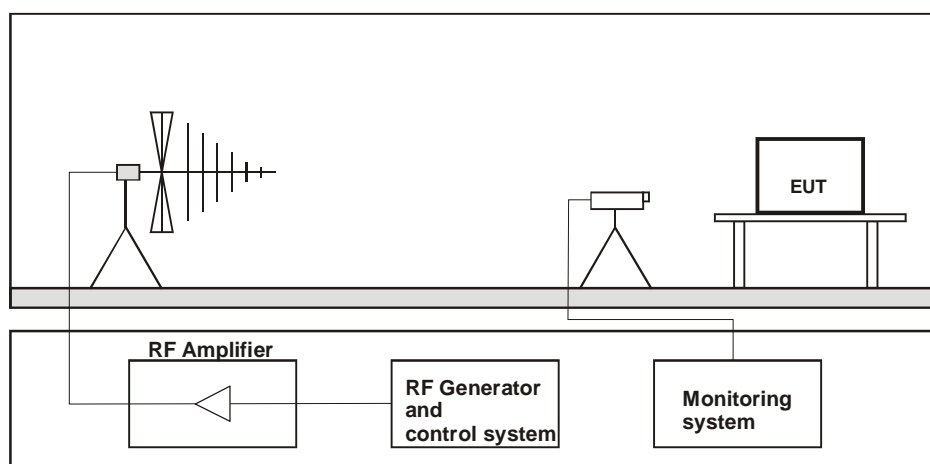 EUT
RF Amplifier
RF Generator
and
control system
Monitoring
system